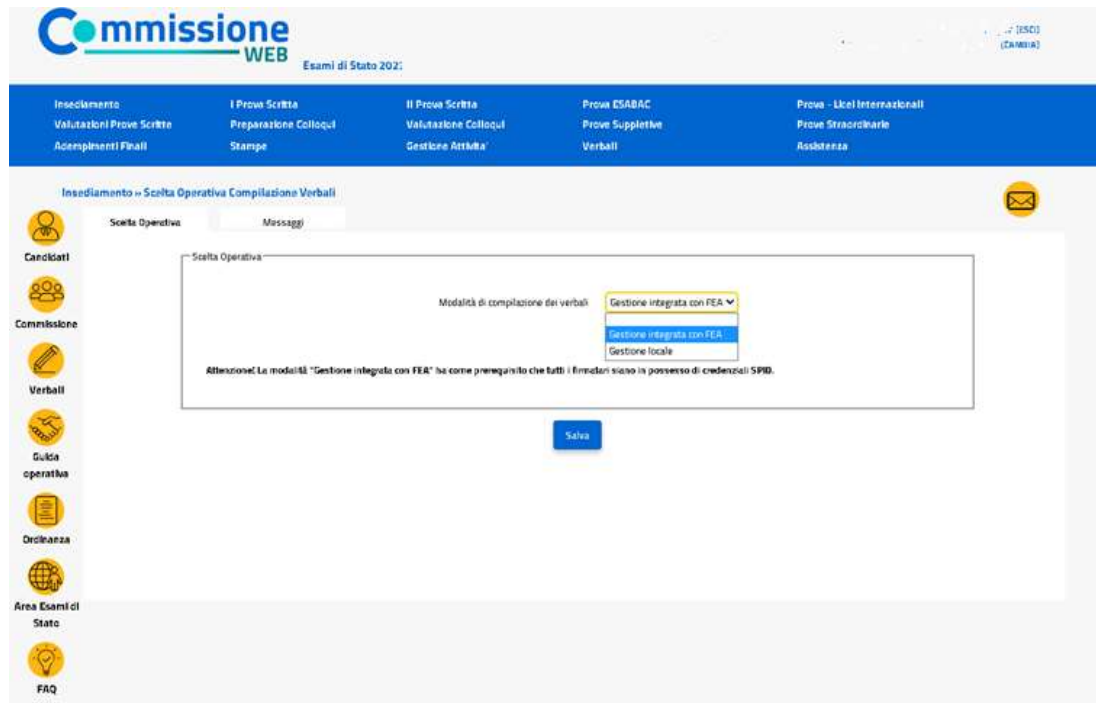 Commissione
WEB
Esami di Stato 202
[ESCI]
[CAMBIA]
Insediamento I Prova Scritta II Prova Scritta Prova ESABAC Prova - Licei Internazionali
Valutazioni Prove Scritte Preparazione Colloqui Valutazione Colloqui Prove Suppletive Prove Straordinarie
Adempimenti Finali Stampe Gestione Attivita' Verbali Assistenza
Insediamento » Scelta Operativa Compilazione Verbali
Scelta Operativa Messaggi
Candidati
Commissione
Verbali
Guida
operativa
Ordinanza
Area Esami di
Stato
FAQ
Scelta Operativa
Modalità di compilazione dei verbali Gestione integrata con FEA
Gestione integrata con FEA
Gestione locale
Attenzione! La modalità "Gestione integrata con FEA" ha come prerequisito che tutti i firmatari siano in possesso di credenziali SPID.
Salva